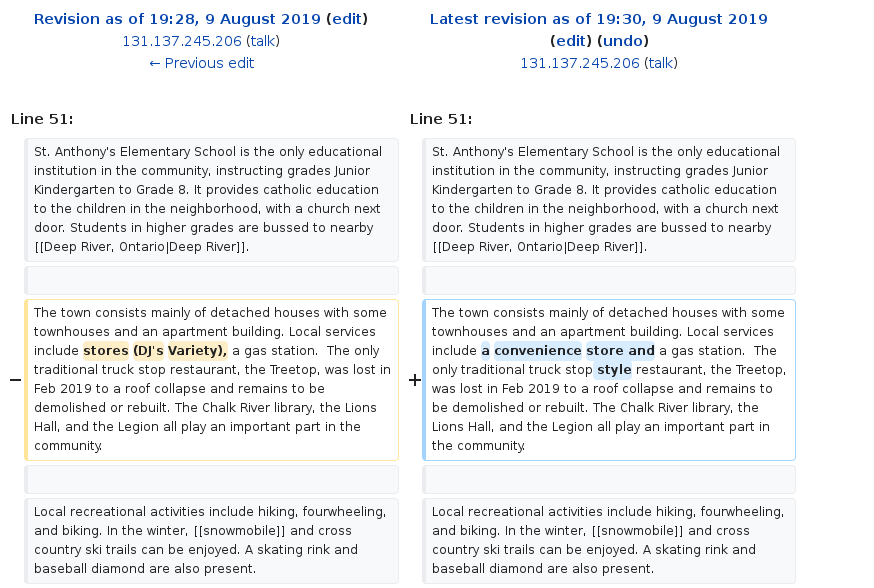 Revision as of 19:28, 9 August 2019 (edit)
131.137.245.206 (talk)
← Previous edit
Latest revision as of 19:30, 9 August 2019
(edit) (undo)
131.137.245.206 (talk)
Line 51:
St. Anthony's Elementary School is the only educational
institution in the community, instructing grades Junior
Kindergarten to Grade 8. It provides catholic education
to the children in the neighborhood, with a church next
door. Students in higher grades are bussed to nearby
[[Deep River, Ontario|Deep River]].
−
The town consists mainly of detached houses with some
townhouses and an apartment building. Local services
include stores (DJ's Variety), a gas station.  The only
traditional truck stop restaurant, the Treetop, was lost in
Feb 2019 to a roof collapse and remains to be
demolished or rebuilt. The Chalk River library, the Lions
Hall, and the Legion all play an important part in the
community.
Local recreational activities include hiking, fourwheeling,
and biking. In the winter, [[snowmobile]] and cross
country ski trails can be enjoyed. A skating rink and
baseball diamond are also present.
Line 51:
St. Anthony's Elementary School is the only educational
institution in the community, instructing grades Junior
Kindergarten to Grade 8. It provides catholic education
to the children in the neighborhood, with a church next
door. Students in higher grades are bussed to nearby
[[Deep River, Ontario|Deep River]].
+
The town consists mainly of detached houses with some
townhouses and an apartment building. Local services
include a convenience store and a gas station.  The
only traditional truck stop style restaurant, the Treetop,
was lost in Feb 2019 to a roof collapse and remains to
be demolished or rebuilt. The Chalk River library, the
Lions Hall, and the Legion all play an important part in
the community.
Local recreational activities include hiking, fourwheeling,
and biking. In the winter, [[snowmobile]] and cross
country ski trails can be enjoyed. A skating rink and
baseball diamond are also present.